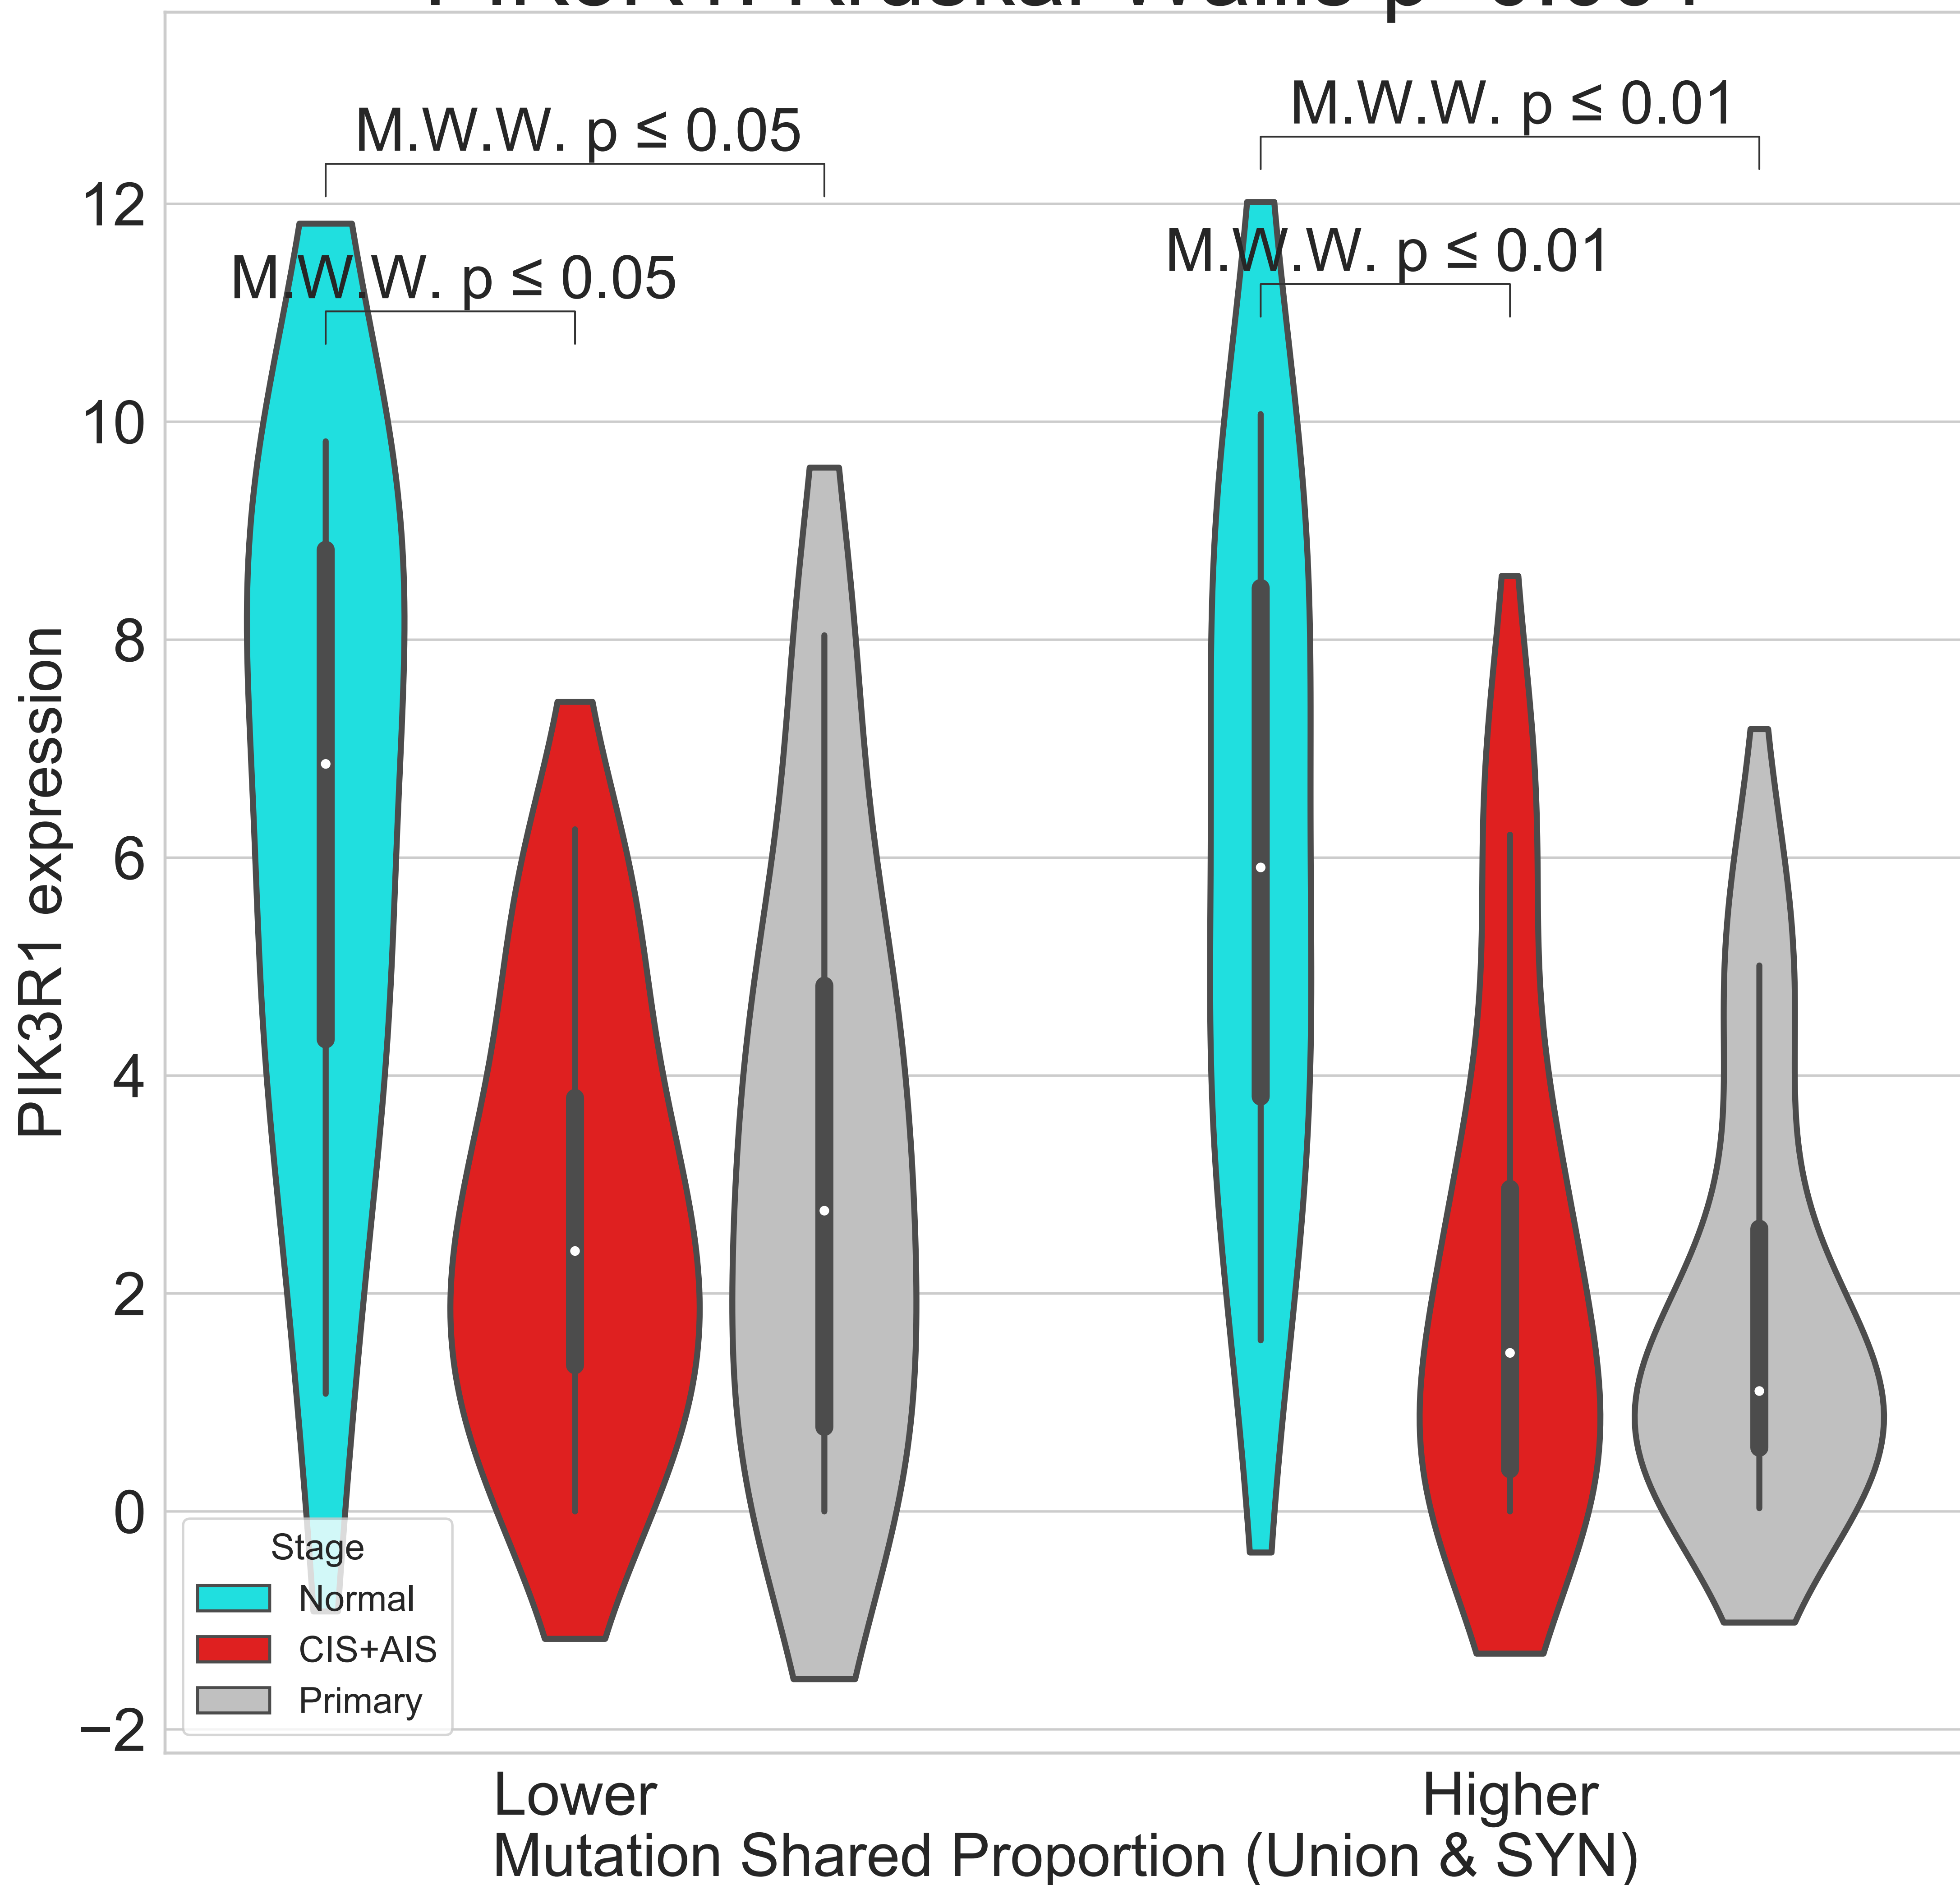 M.W.W. p ≤ 0.05
M.W.W. p ≤ 0.01
M.W.W. p ≤ 0.05
M.W.W. p ≤ 0.01
12
10
8
6
4
2
0
−2
PIK3R1 expression
Stage
Normal
CIS+AIS
Primary
Lower
Higher
Mutation Shared Proportion (Union & SYN)